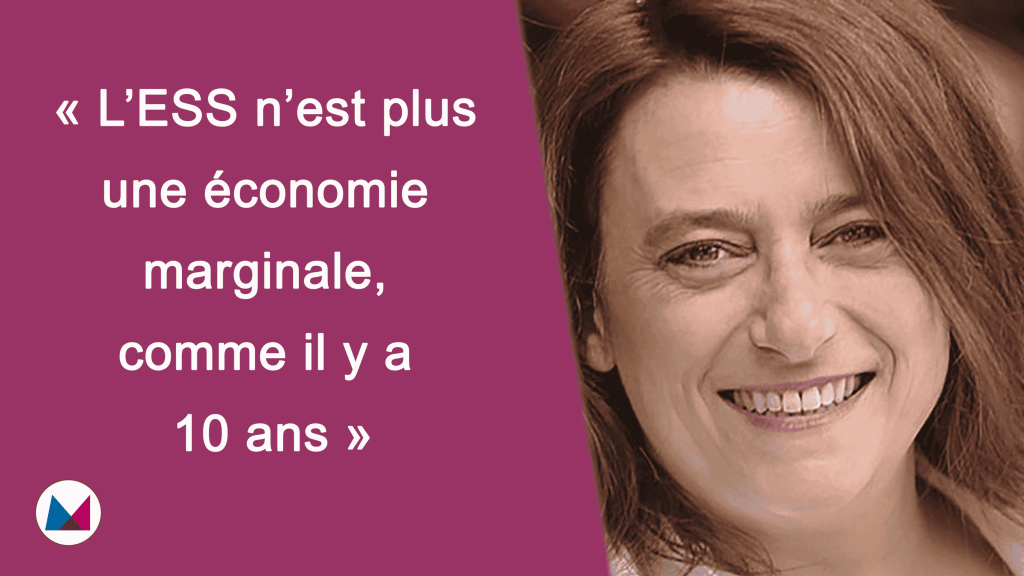 « L’ESS n’est plus
une économie
marginale,
comme il y a
10 ans »